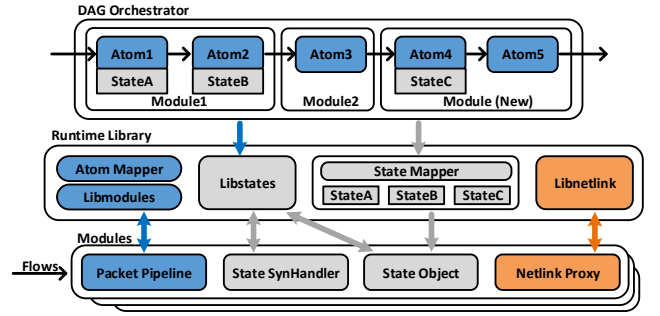 DAG Orchestrator
Atom1
Atom2
Atom3
Atom4
Atom5
StateA
StateB
StateC
Module1
Module2
Module (New)
Runtime Library
Atom Mapper
Libmodules
Libstates
State Mapper
StateA
StateB
StateC
Libnetlink
Modules
Flows
Packet Pipeline
State SynHandler
State Object
Netlink Proxy